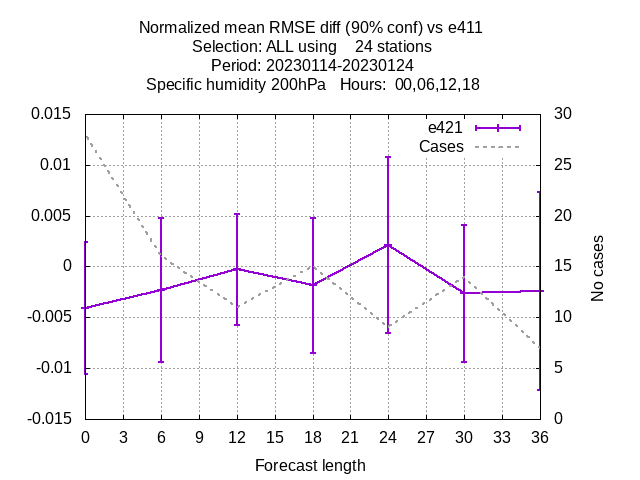 Normalized mean RMSE diff (90% conf) vs e411
Selection: ALL using    24 stations
Period: 20230114-20230124
Specific humidity 200hPa   Hours:  00,06,12,18
0.015
0.01
0.005
0
-0.005
-0.01
-0.015
30
25
20
15
10
5
0
e421
Cases
No cases
0 3 6 9 12 15 18 21 24 27 30 33 36
Forecast length